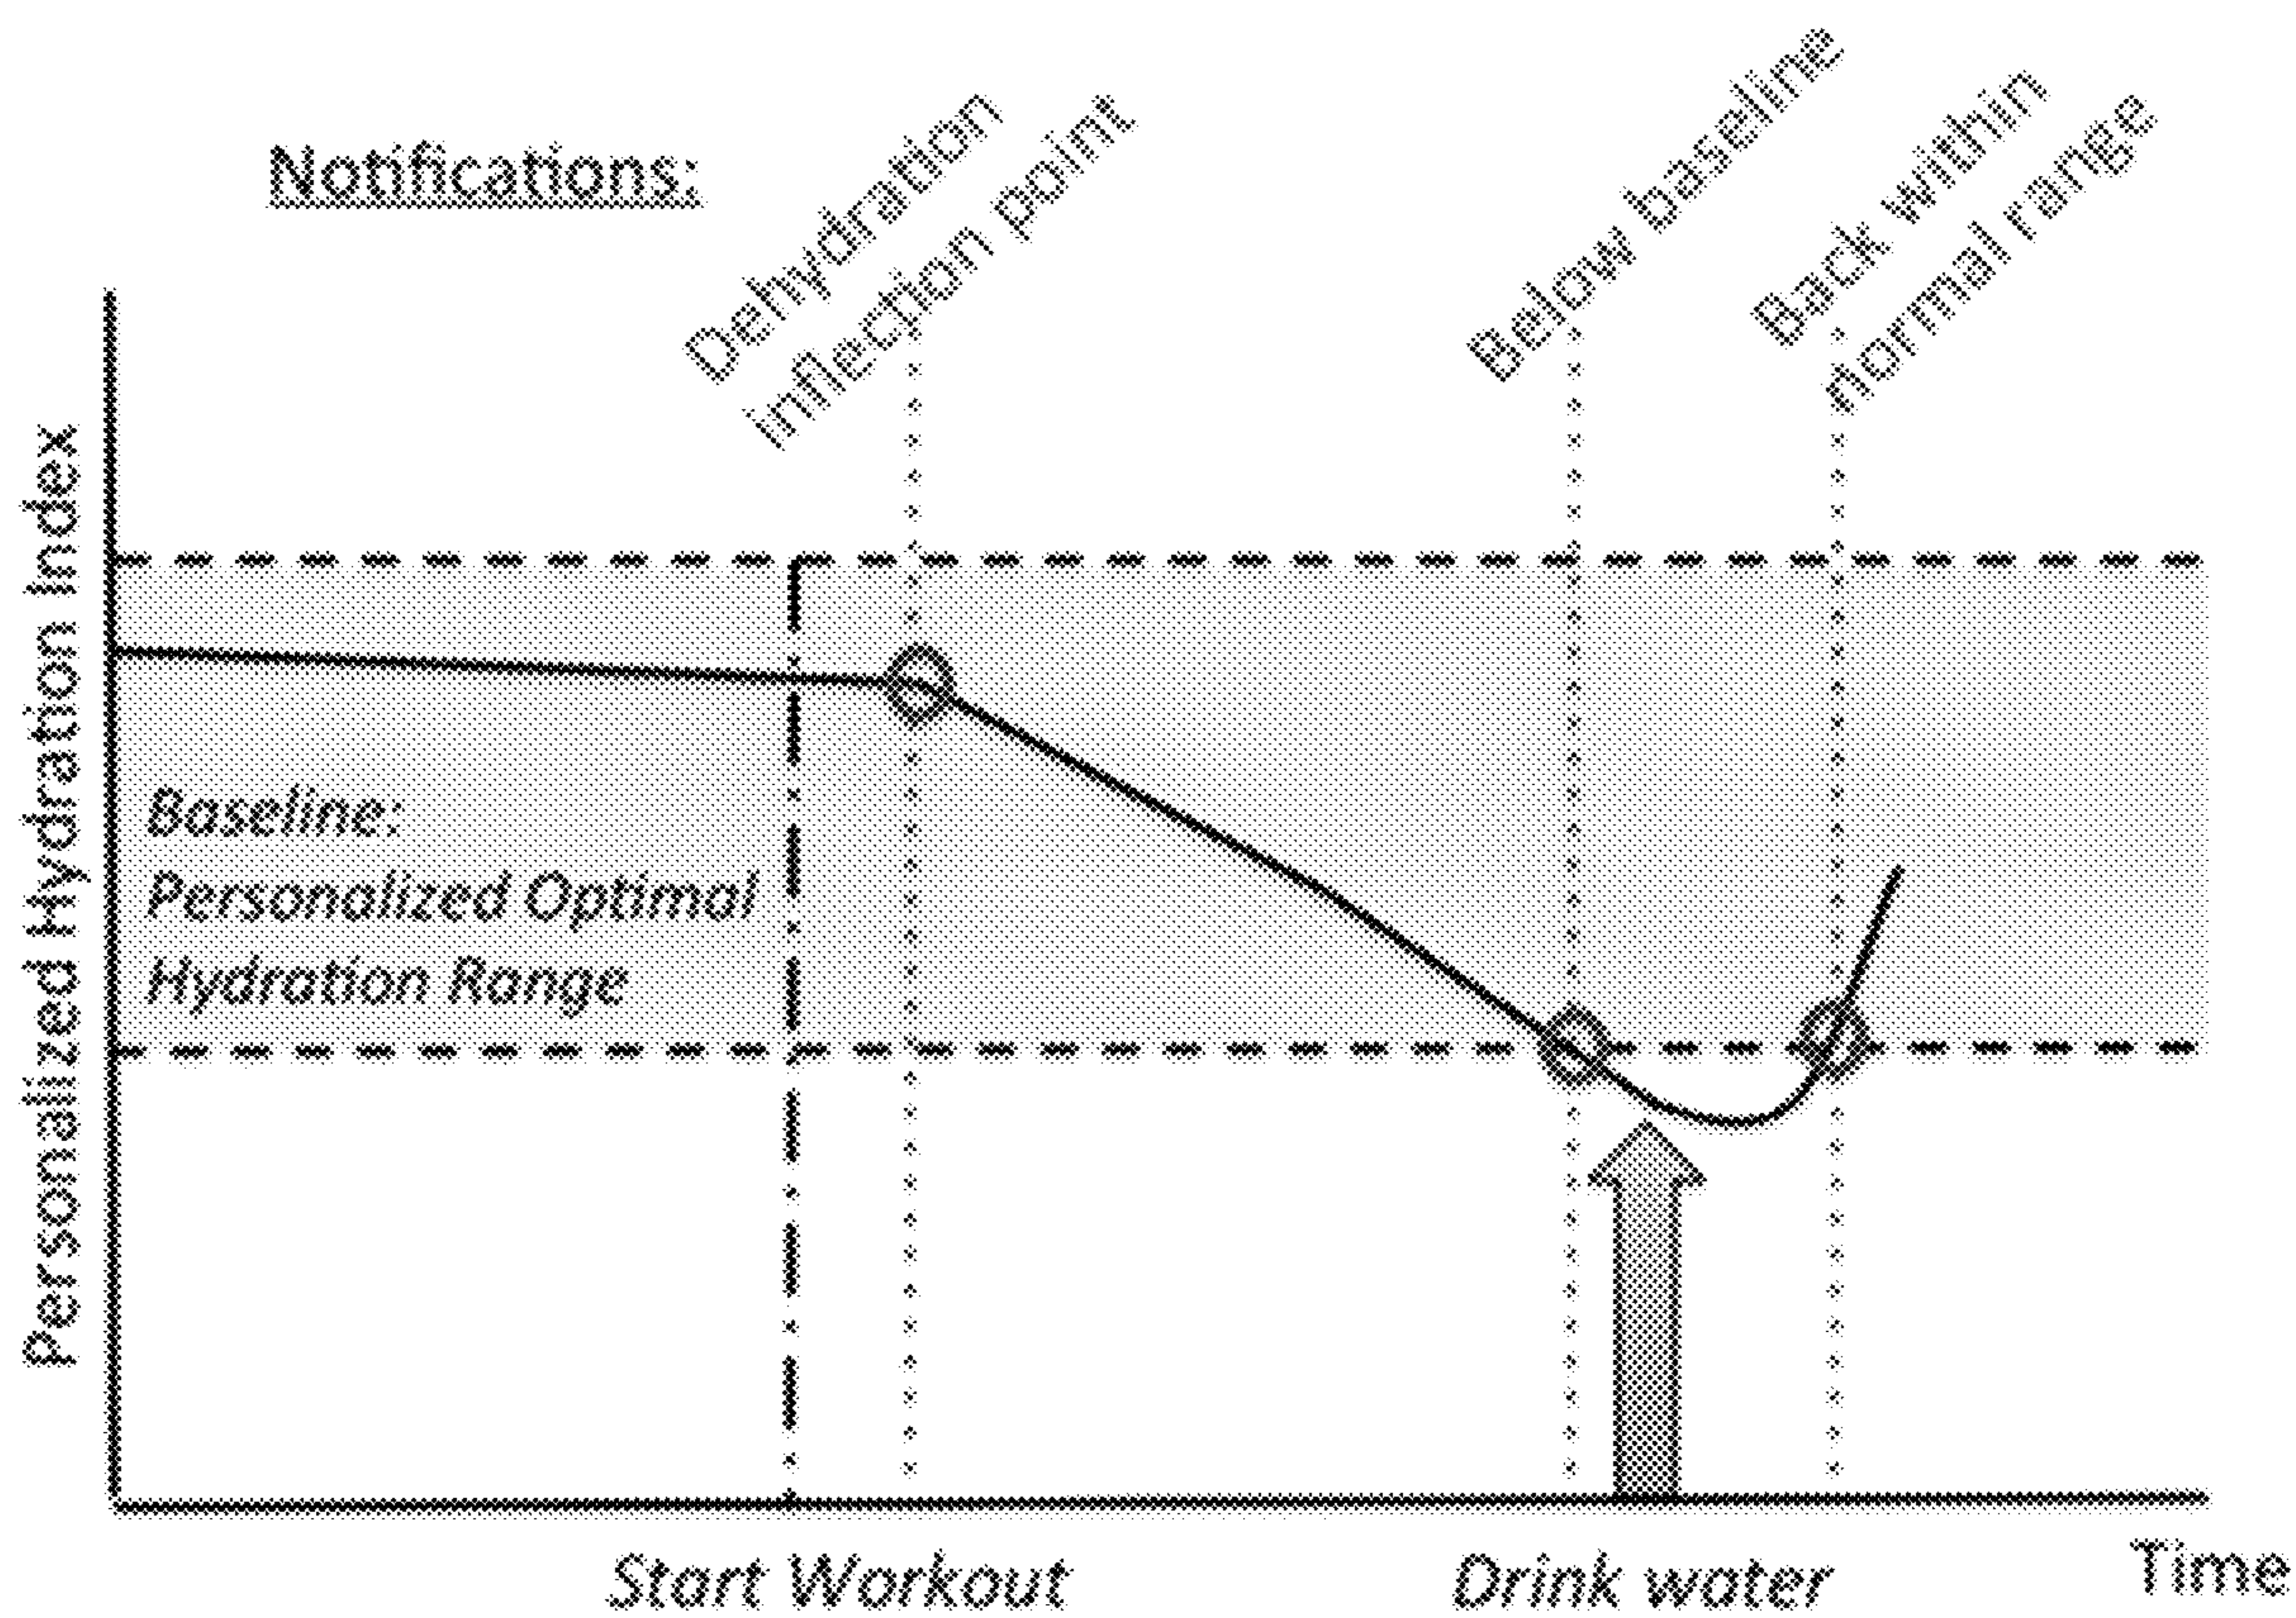 Notifications:
Dehydration
inflection point
Below baseline
Back within
normal range
Personalized Hydration Index
Baseline:
Personalized Optimal
Hydration Range
Start Workout
Drink water
Time